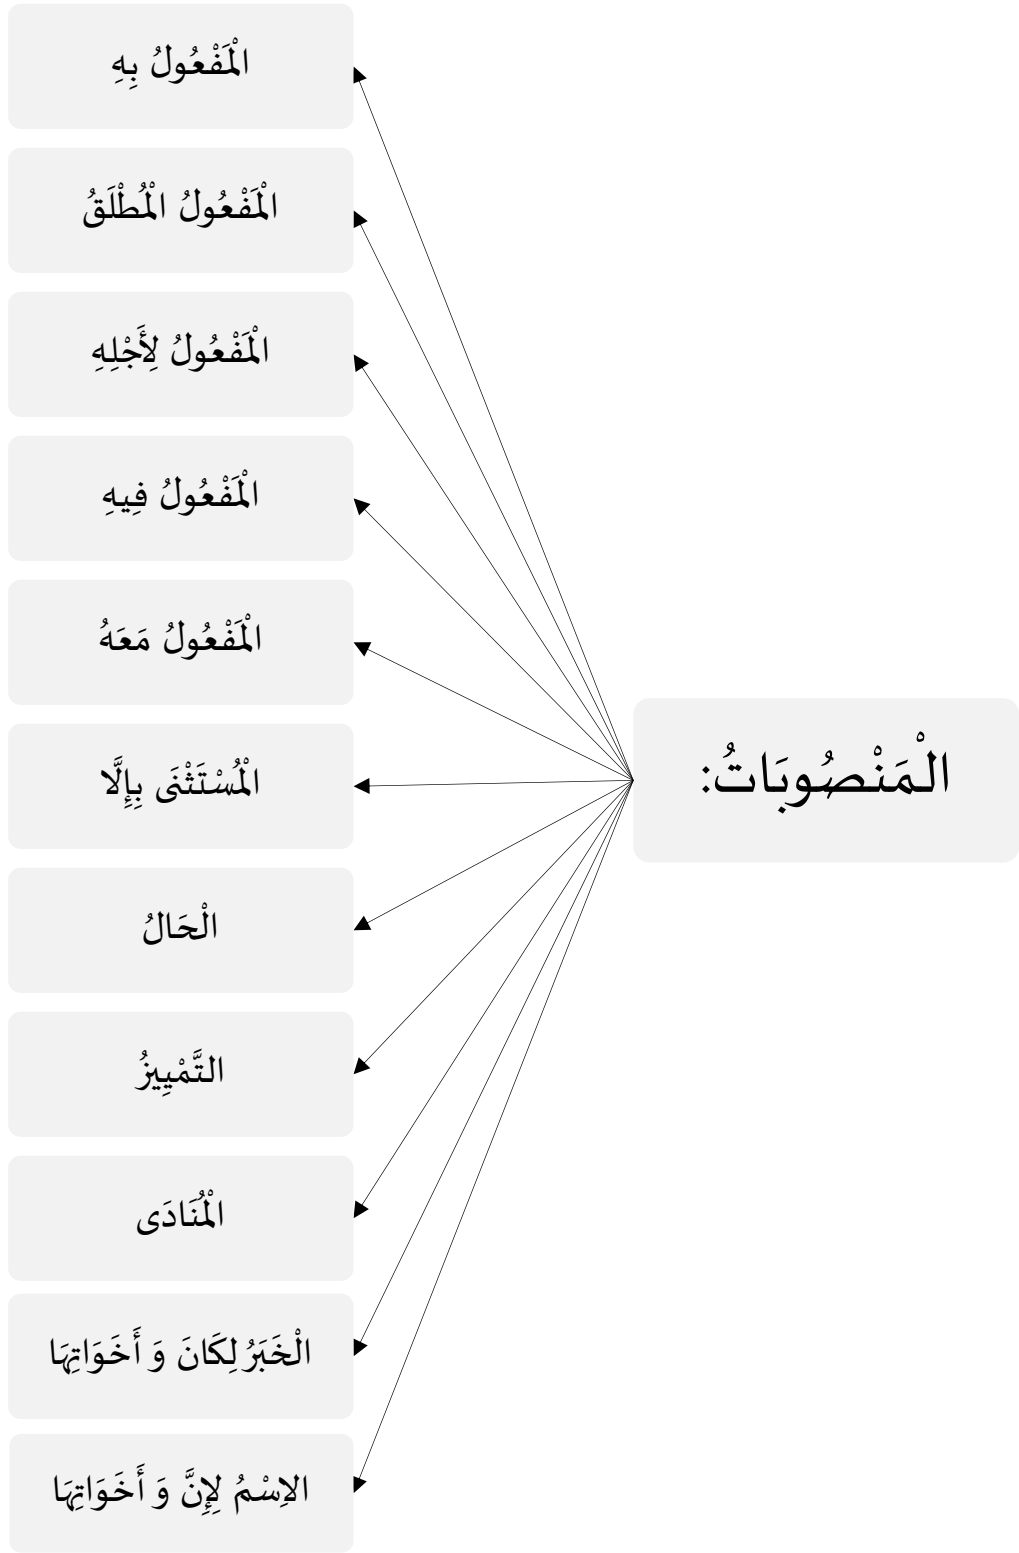 الْمَنْصُوبَاتُ:
الْمَفْعُولُ بِهِ
الْمَفْعُولُ الْمُطْلَقُ
الْمَفْعُولُ لِأَجْلِهِ
الْمَفْعُولُ فِيهِ
الْمَفْعُولُ مَعَهُ
الْمُسْتَثْنَى بِإِلَّا
الْحَالُ
التَّمْيِيزُ
الْمُنَادَى
الْخَبَرُ لِكَانَ وَ أَخَوَاتِهَا
الاِسْمُ لِإِنَّ وَ أَخَوَاتِهَا